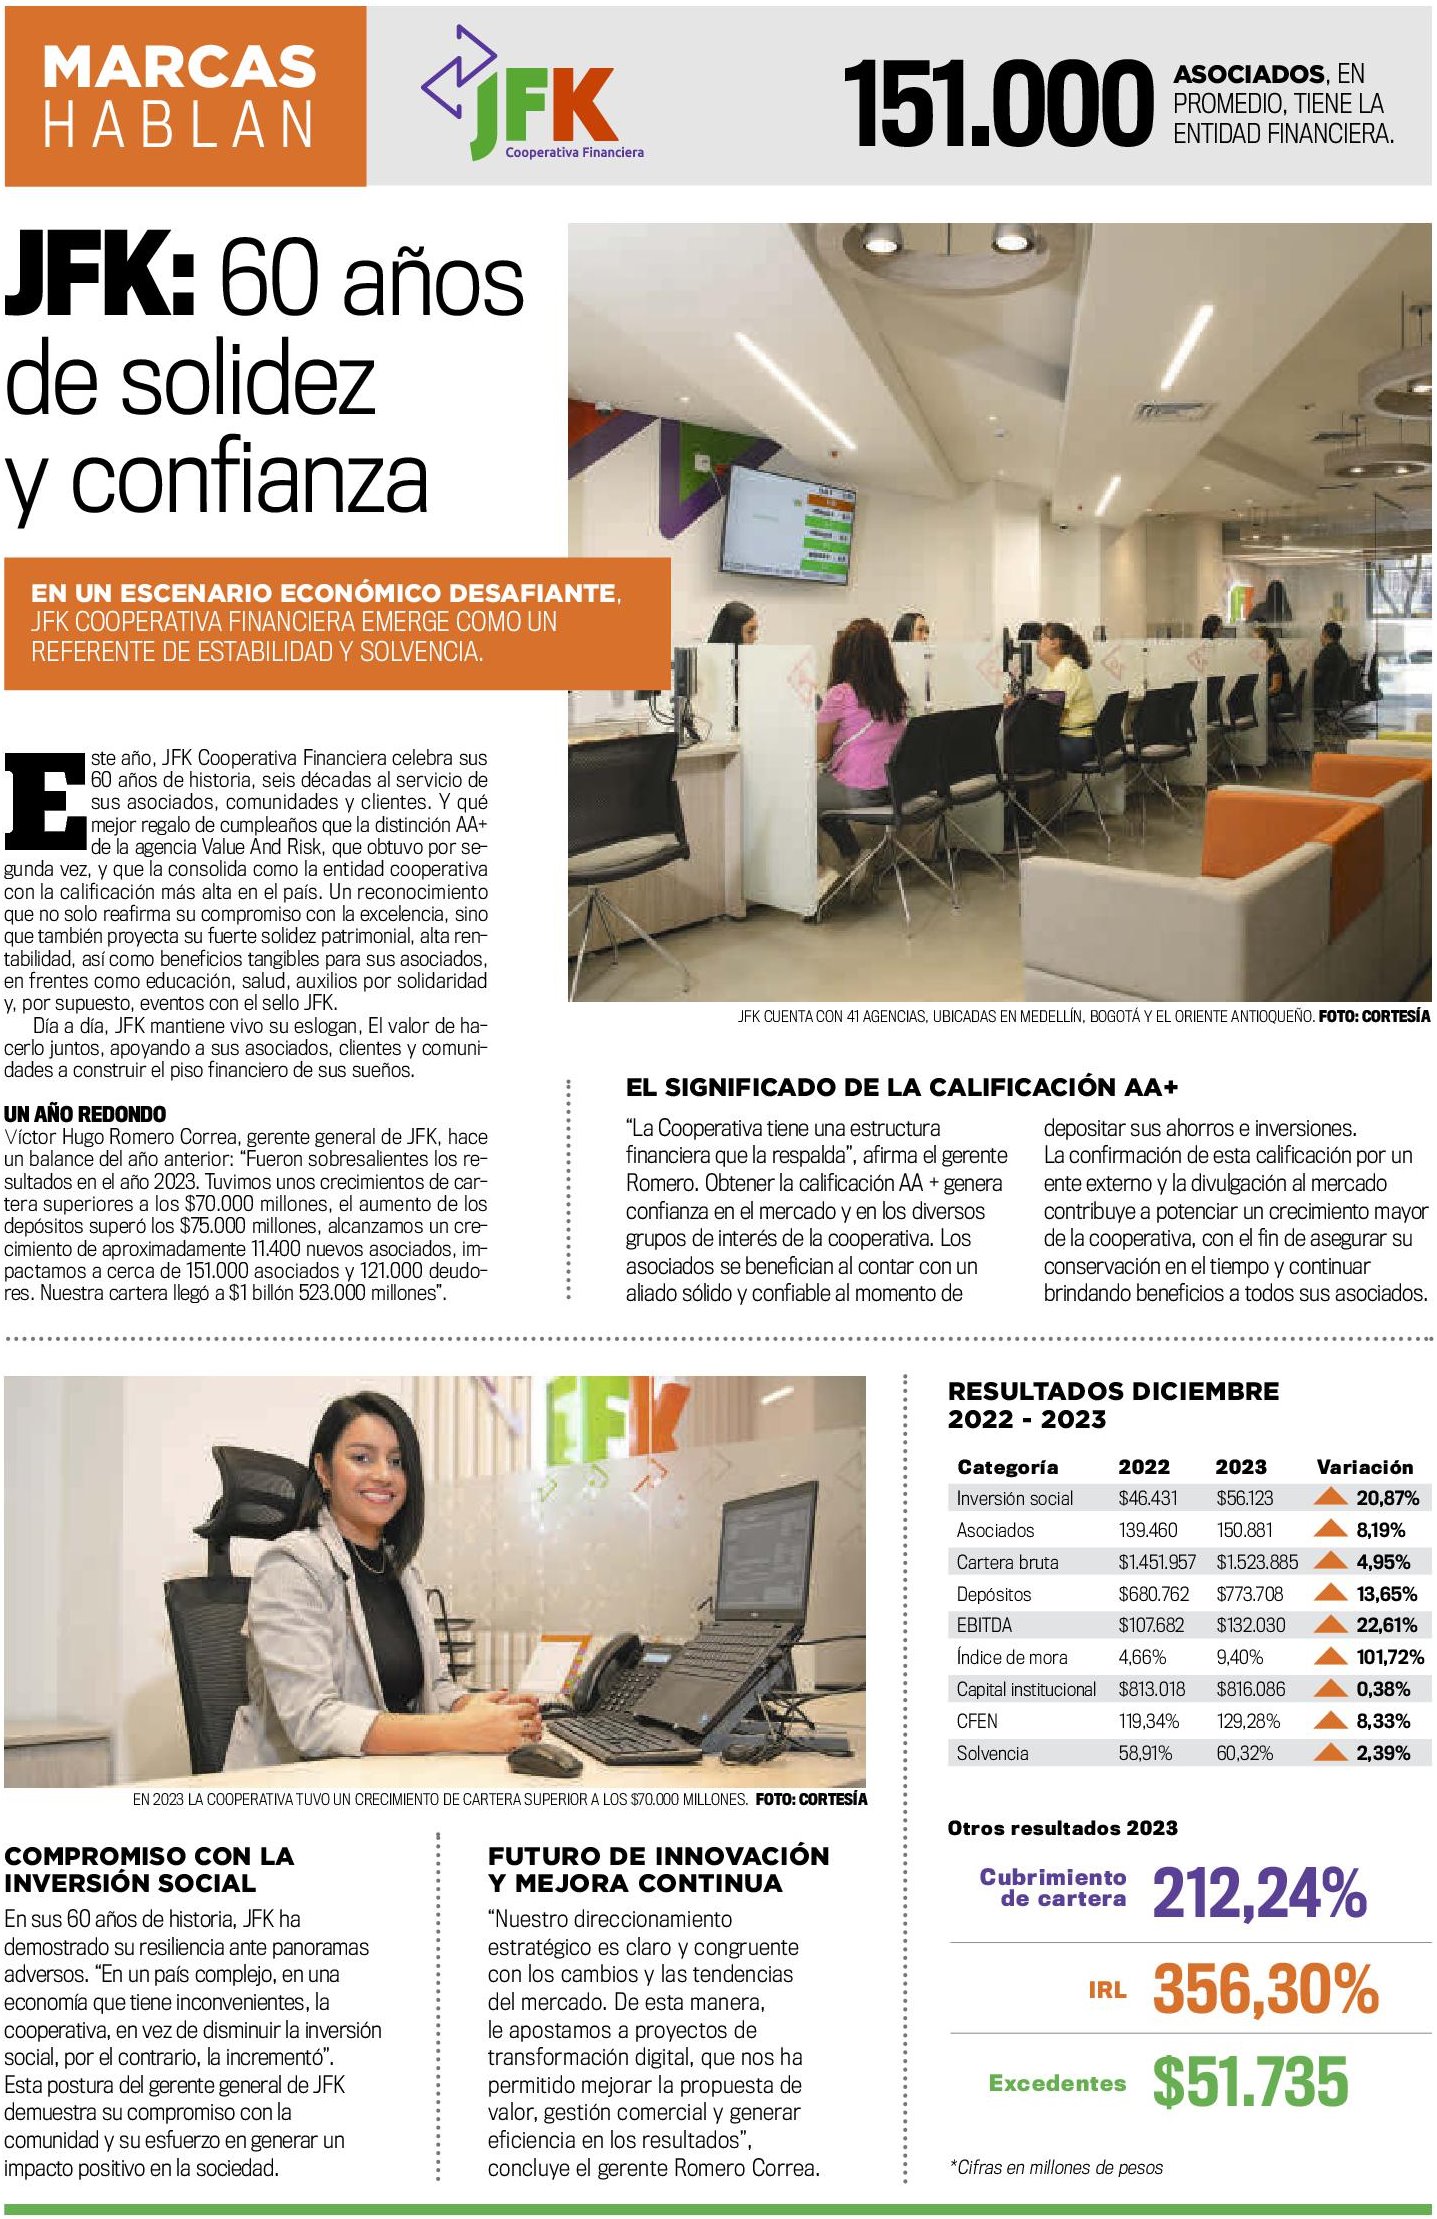 MARCAS
HABLAN
JFK
Cooperativa Financiera
151.000
ASOCIADOS, EN
PROMEDIO, TIENE LA
ENTIDAD FINANCIERA.
JFK: 60 años
de solidez
y confianza
EN UN ESCENARIO ECONÓMICO DESAFIANTE,
JFK COOPERATIVA FINANCIERA EMERGE COMO UN
REFERENTE DE ESTABILIDAD Y SOLVENCIA.
Este año, JFK Cooperativa Financiera celebra sus
60 años de historia, seis décadas al servicio de
sus asociados, comunidades y clientes. Y qué
mejor regalo de cumpleaños que la distinción AA+
de la agencia Value And Risk, que obtuvo por se-
gunda vez, y que la consolida como la entidad cooperativa
con la calificación más alta en el país. Un reconocimiento
que no solo reafirma su compromiso con la excelencia, sino
que también proyecta su fuerte solidez patrimonial, alta ren-
tabilidad, así como beneficios tangibles para sus asociados,
en frentes como educación, salud, auxilios por solidaridad
y, por supuesto, eventos con el sello JFK.
Día a día, JFK mantiene vivo su eslogan, El valor de ha-
cerlo juntos, apoyando a sus asociados, clientes y comuni-
dades a construir el piso financiero de sus sueños.
UN AÑO REDONDO
Víctor Hugo Romero Correa, gerente general de JFK, hace
un balance del año anterior: “Fueron sobresalientes los re-
sultados en el año 2023. Tuvimos unos crecimientos de car-
tera superiores a los $70.000 millones, el aumento de los
depósitos superó los $75.000 millones, alcanzamos un cre-
cimiento de aproximadamente 11.400 nuevos asociados, im-
pactamos a cerca de 151.000 asociados y 121.000 deudo-
res. Nuestra cartera llegó a $1 billón 523.000 millones”.
JFK CUENTA CON 41 AGENCIAS, UBICADAS EN MEDELLÍN, BOGOTÁ Y EL ORIENTE ANTIOQUEÑO. FOTO: CORTESÍA
EL SIGNIFICADO DE LA CALIFICACIÓN AA+
“La Cooperativa tiene una estructura
financiera que la respalda”, afirma el gerente
Romero. Obtener la calificación AA + genera
confianza en el mercado y en los diversos
grupos de interés de la cooperativa. Los
asociados se benefician al contar con un
aliado sólido y confiable al momento de
depositar sus ahorros e inversiones.
La confirmación de esta calificación por un
ente externo y la divulgación al mercado
contribuye a potenciar un crecimiento mayor
de la cooperativa, con el fin de asegurar su
conservación en el tiempo y continuar
brindando beneficios a todos sus asociados.
JFK
EN 2023 LA COOPERATIVA TUVO UN CRECIMIENTO DE CARTERA SUPERIOR A LOS $70.000 MILLONES. FOTO: CORTESÍA
COMPROMISO CON LA
INVERSIÓN SOCIAL
En sus 60 años de historia, JFK ha
demostrado su resiliencia ante panoramas
adversos. “En un país complejo, en una
economía que tiene inconvenientes, la
cooperativa, en vez de disminuir la inversión
social, por el contrario, la incrementó”.
Esta postura del gerente general de JFK
demuestra su compromiso con la
comunidad y su esfuerzo en generar un
impacto positivo en la sociedad.
FUTURO DE INNOVACIÓN
Y MEJORA CONTINUA
“Nuestro direccionamiento
estratégico es claro y congruente
con los cambios y las tendencias
del mercado. De esta manera,
le apostamos a proyectos de
transformación digital, que nos ha
permitido mejorar la propuesta de
valor, gestión comercial y generar
eficiencia en los resultados”,
concluye el gerente Romero Correa.
RESULTADOS DICIEMBRE
2022 - 2023
Categoría 2022 2023 Variación
Inversión social $46.431 $56.123 20,87%
Asociados 139.460 150.881 8,19%
Cartera bruta $1.451.957 $1.523.885 4,95%
Depósitos $680.762 $773.708 13,65%
EBITDA $107.682 $132.030 22,61%
Índice de mora 4,66% 9,40% 101,72%
Capital institucional $813.018 $816.086 0,38%
CFEN 119,34% 129,28% 8,33%
Solvencia 58,91% 60,32% 2,39%
Otros resultados 2023
Cubrimiento
de cartera 212,24%
IRL 356,30%
Excedentes $51.735
*Cifras en millones de pesos